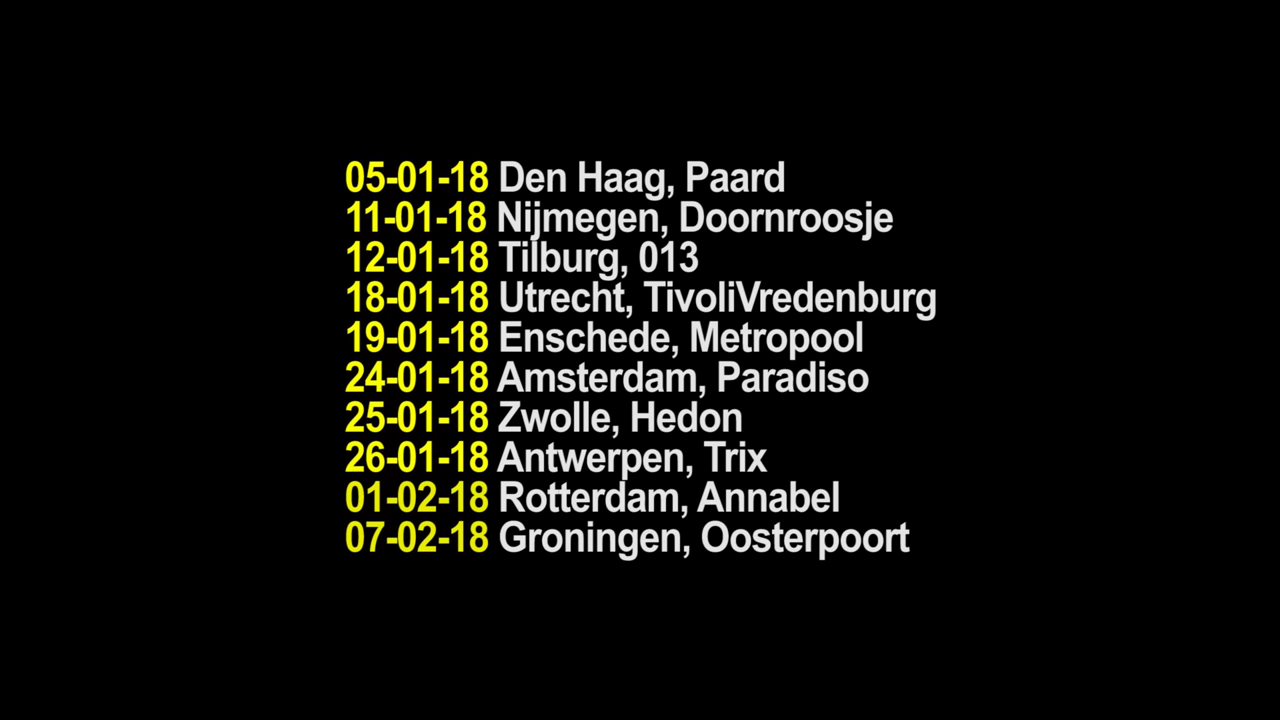 05-01-18 Den Haag, Paard
11-01-18 Nijmegen, Doornroosje
12-01-18 Tilburg, 013
18-01-18 Utrecht, TivoliVredenburg
19-01-18 Enschede, Metropool
24-01-18 Amsterdam, Paradiso
25-01-18 Zwolle, Hedon
26-01-18 Antwerpen, Trix
01-02-18 Rotterdam, Annabel
07-02-18 Groningen, Oosterpoort